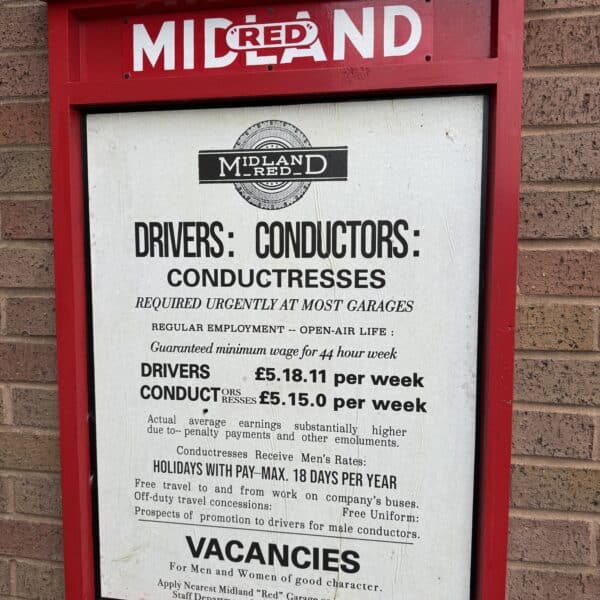 MIDLAND
RED
MIDLAND
RED
DRIVERS: CONDUCTORS:
CONDUCTRESSES
REQUIRED URGENTLY AT MOST GARAGES
REGULAR EMPLOYMENT -- OPEN-AIR LIFE :
Guaranteed minimum wage for 44 hour week
DRIVERS £5.18.11 per week
CONDUCTORS RESSES £5.15.0 per week
Actual average earnings substantially higher
due to-- penalty payments and other emoluments.
Conductresses Receive Men's Rates:
HOLIDAYS WITH PAY-MAX. 18 DAYS PER YEAR
Free travel to and from work on company's buses.
Off-duty travel concessions: Free Uniform:
Prospects of promotion to drivers for male conductors.
VACANCIES
For Men and Women of good character.
Apply Nearest Midland "Red" Garage
Staff